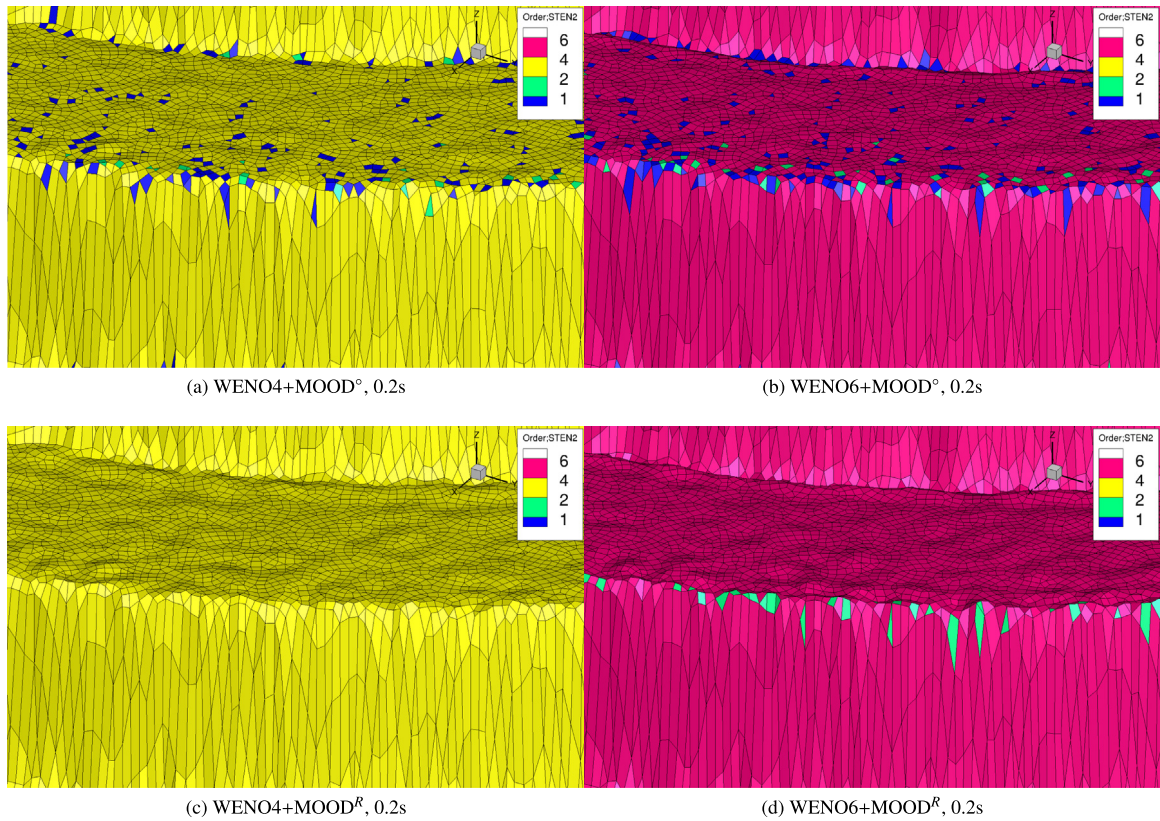 Order;STEN2
6
4
2
1
Z
X
Order;STEN2
6
4
2
1
Z
X
Y
(a) WENO4+MOOD°, 0.2s
(b) WENO6+MOOD°, 0.2s
Order;STEN2
6
4
2
1
Z
X
Order;STEN2
6
4
2
1
Z
X
Y
(c) WENO4+MOODᴿ, 0.2s
(d) WENO6+MOODᴿ, 0.2s